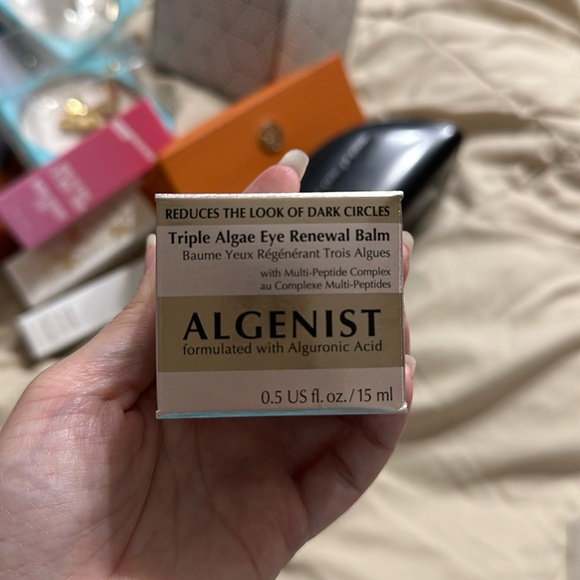 REDUCES THE LOOK OF DARK CIRCLES
Triple Algae Eye Renewal Balm
Baume Yeux Régénérant Trois Algues
with Multi-Peptide Complex
au Complexe Multi-Peptides
ALGENIST
formulated with Alguronic Acid
0.5 US fl. oz./15 ml